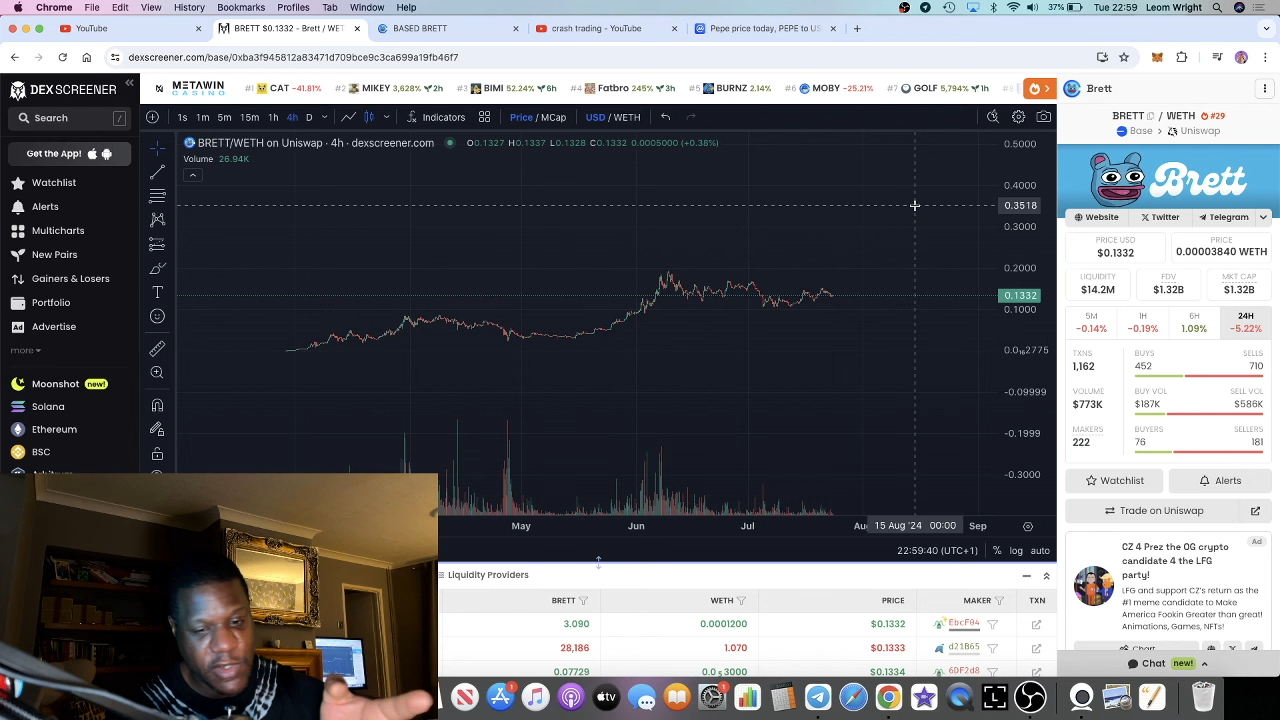 Chrome File Edit View History Bookmarks Profiles Tab Window Help Leomie Wright
YouTube × BRETT $0.1332 - Brett / WET × BASED BRETT × crash trading - YouTube × Pepe price today, PEPE to US × +
dexscreener.com/base/0xba3f945812a83471d709bce9c3ca699a19fb46f7
DEX SCREENER
Search /
Get the App!
Watchlist
Alerts
Multicharts
New Pairs
Gainers & Losers
Portfolio
Ad Advertise
more
Moonshot new!
Solana
Ethereum
BSC
METAWIN CASINO #1 CAT -41.81% #2 MIKEY 3,628% 2h #3 BIMI 52.24% 6h #4 Fatbro 245% 3h #5 BURNZ 2.14% #6 MOBY -25.21% #7 GOLF 5,794% 1h
1s 1m 5m 15m 1h 4h D Indicators Price / MCap USD / WETH
BRETT/WETH on Uniswap · 4h · dexscreener.com O0.1327 H0.1337 L0.1328 C0.1332 0.0005000 (+0.38%)
Volume 26.94K
0.5000
0.4000
0.3518
0.3000
0.2000
0.1332
0.1000
0.0₁₆2775
-0.09999
-0.1999
-0.3000
May Jun Jul 15 Aug '24 00:00 Sep
22:59:40 (UTC+1) % log auto
Liquidity Providers
BRETT WETH PRICE MAKER TXN
3.090 0.0001200 $0.1332 EbcF04
28,186 1.070 $0.1333 d21B65
0.07729 0.0₅3000 $0.1334 6DF2d8
Brett
BRETT / WETH #29
Base > Uniswap
Brett
Website Twitter Telegram
PRICE USD PRICE
$0.1332 0.00003840 WETH
LIQUIDITY FDV MKT CAP
$14.2M $1.32B $1.32B
5M 1H 6H 24H
-0.14% -0.19% 1.09% -5.22%
TXNS BUYS SELLS
1,162 452 710
VOLUME BUY VOL SELL VOL
$773K $187K $586K
MAKERS BUYERS SELLERS
222 76 181
Watchlist Alerts
Trade on Uniswap
Ad
CZ 4 Prez the OG crypto
candidate 4 the LFG
party!
LFG and support CZ's return as the
#1 meme candidate to Make
America Fookin Greater than great!
Animations, Games, NFTs!
Chat new!